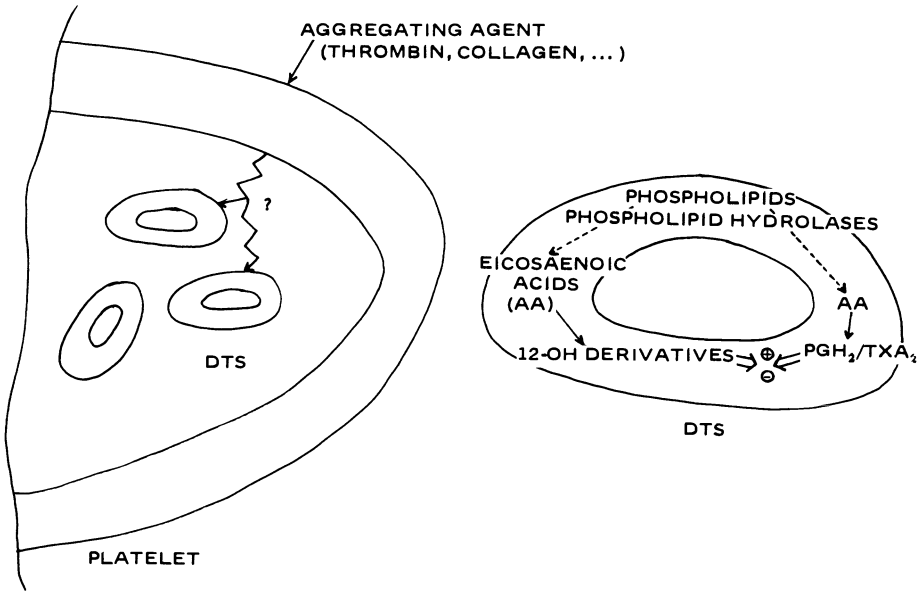 AGGREGATING AGENT
(THROMBIN, COLLAGEN, ...)
?
DTS
PLATELET
PHOSPHOLIPIDS
PHOSPHOLIPID HYDROLASES
EICOSAENOIC
ACIDS
(AA)
AA
12-OH DERIVATIVES ⊕ PGH₂/TXA₂
⊖
DTS